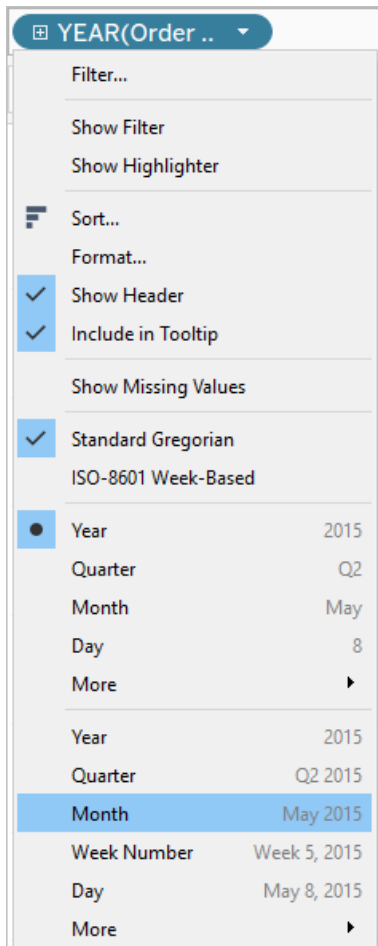 YEAR(Order ..
Filter...
Show Filter
Show Highlighter
Sort...
Format...
Show Header
Include in Tooltip
Show Missing Values
Standard Gregorian
ISO-8601 Week-Based
Year 2015
Quarter Q2
Month May
Day 8
More
Year 2015
Quarter Q2 2015
Month May 2015
Week Number Week 5, 2015
Day May 8, 2015
More